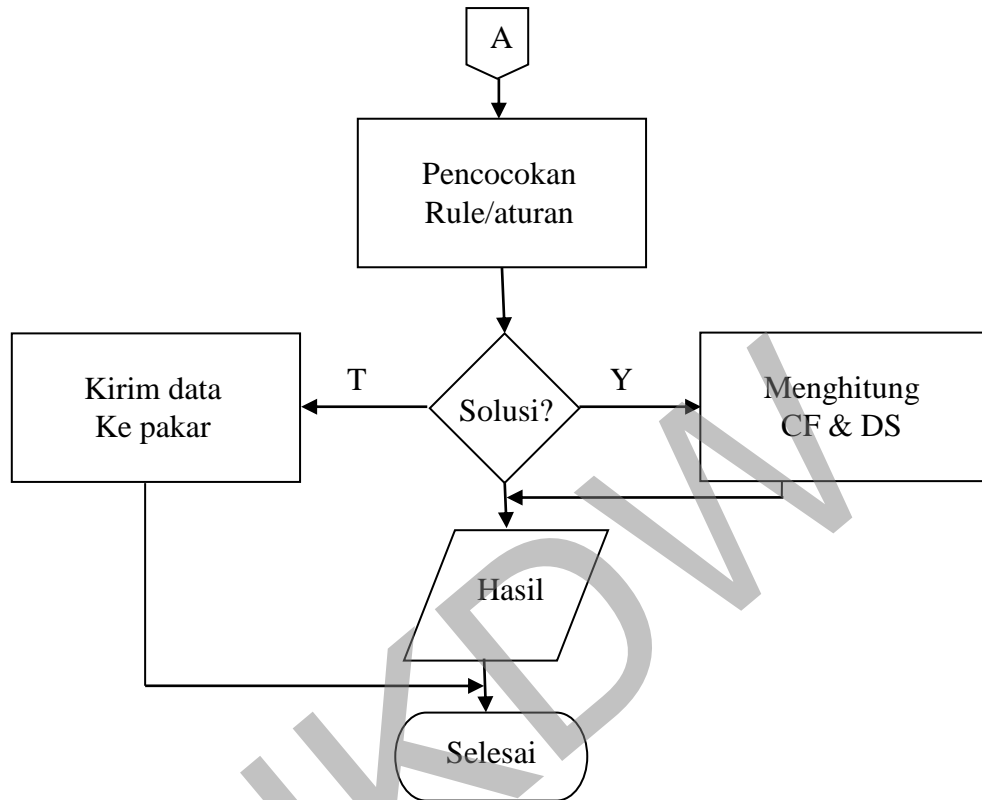 A
Pencocokan
Rule/aturan
T
Y
Kirim data
Ke pakar
Solusi?
Menghitung
CF & DS
Hasil
Selesai